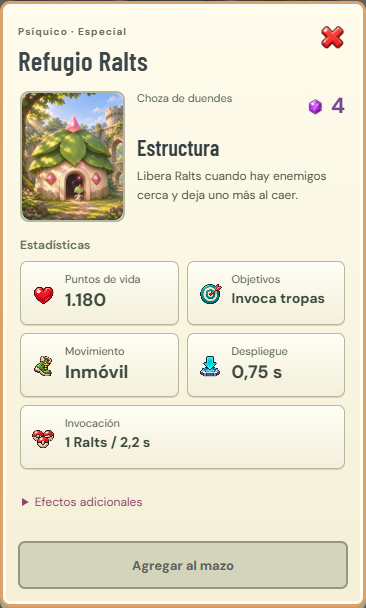 Psíquico · Especial
Refugio Ralts
Choza de duendes
4
Estructura
Libera Ralts cuando hay enemigos
cerca y deja uno más al caer.
Estadísticas
Puntos de vida
1.180
Objetivos
Invoca tropas
Movimiento
Inmóvil
Despliegue
0,75 s
Invocación
1 Ralts / 2,2 s
▶ Efectos adicionales
Agregar al mazo